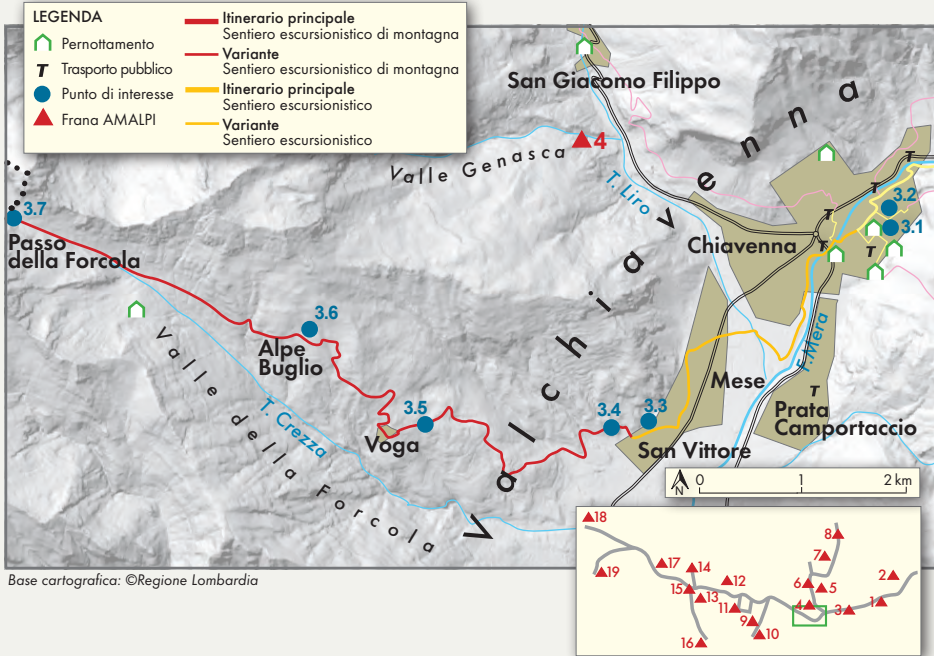 LEGENDA
Pernottamento
T Trasporto pubblico
Punto di interesse
Frana AMALPI
Itinerario principale
Sentiero escursionistico di montagna
Variante
Sentiero escursionistico di montagna
Itinerario principale
Sentiero escursionistico
Variante
Sentiero escursionistico
San Giacomo Filippo
4
Valle Genasca
T. Liro
Valchiavenna
T
T
T
T
T
3.2
3.1
3.7
Passo
della Forcola
Chiavenna
3.6
Alpe
Buglio
Valle della Forcola
T. Crezza
F. Mera
Mese
T
Prata
Camportaccio
3.5
Voga
3.4
3.3
San Vittore
N
0 1 2 km
Base cartografica: ©Regione Lombardia
18
8
17
14
7
19
12
6
5
2
15
13
11
4
3
1
9
10
16